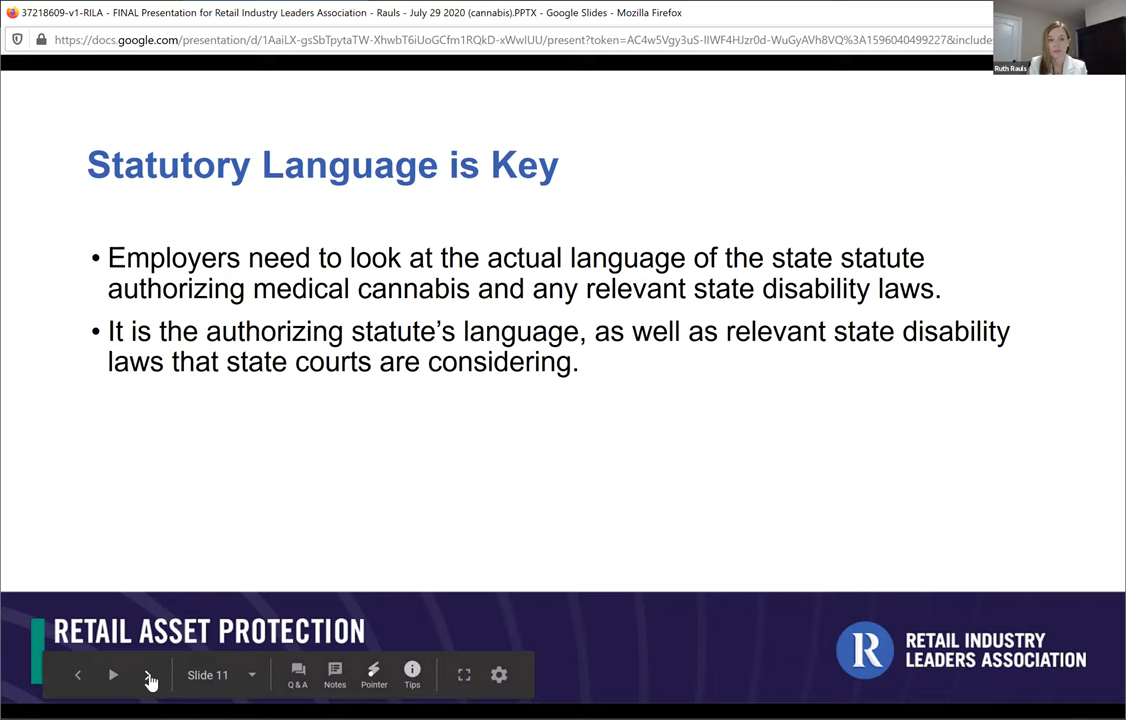 37218609-v1-RILA - FINAL Presentation for Retail Industry Leaders Association - Rauls - July 29 2020 (cannabis).PPTX - Google Slides - Mozilla Firefox
https://docs.google.com/presentation/d/1AaiLX-gsSbTpytaTW-XhwbT6iUoGCfm1RQkD-xWwlUU/present?token=AC4w5Vgy3uS-lIWF4HJzr0d-WuGyAVh8VQ%3A1596040499227&include
Ruth Rauls
Statutory Language is Key
• Employers need to look at the actual language of the state statute
authorizing medical cannabis and any relevant state disability laws.
• It is the authorizing statute’s language, as well as relevant state disability
laws that state courts are considering.
RETAIL ASSET PROTECTION
Slide 11
Q & A Notes Pointer Tips
R RETAIL INDUSTRY
LEADERS ASSOCIATION